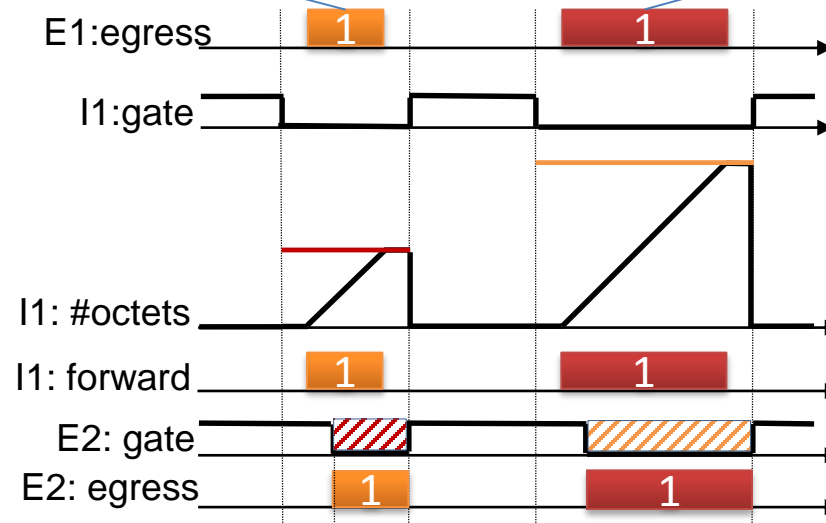 E1:egress 1 1
I1:gate
I1: #octets
I1: forward 1 1
E2: gate
E2: egress 1 1